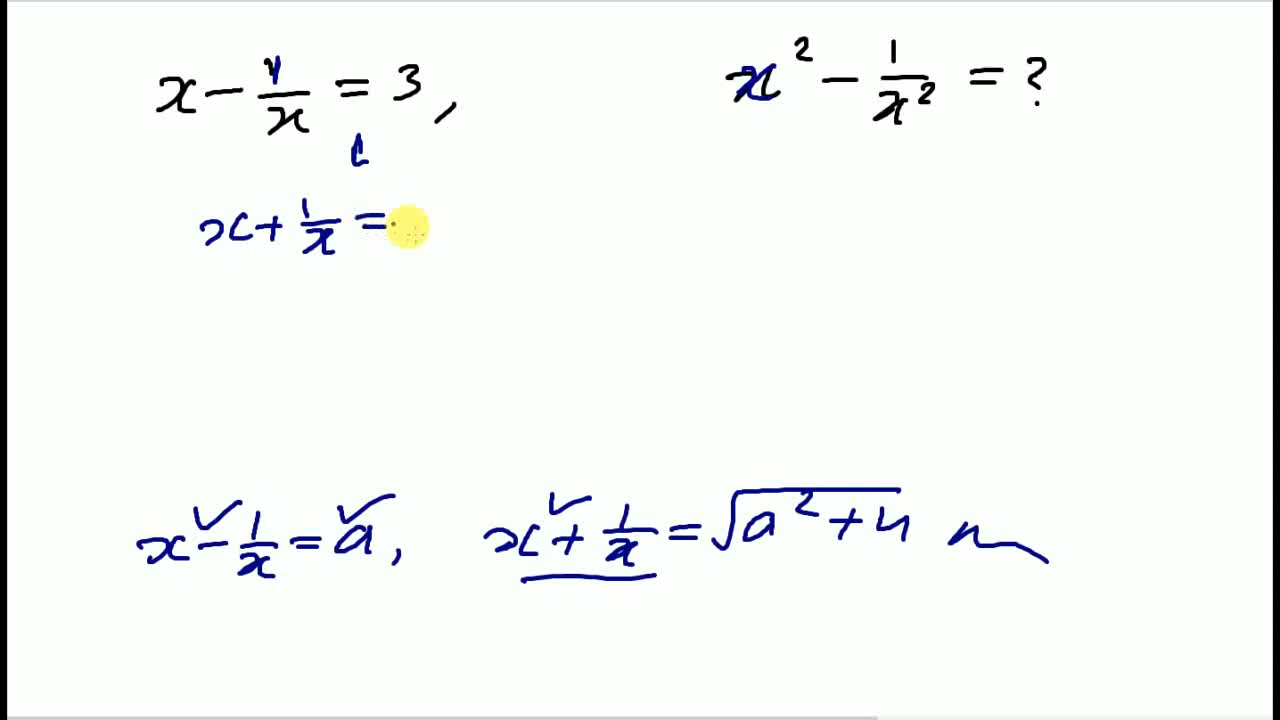 x - 1/x = 3, x² - 1/x² = ?
x + 1/x =
x - 1/x = a, x + 1/x = √(a² + 4)